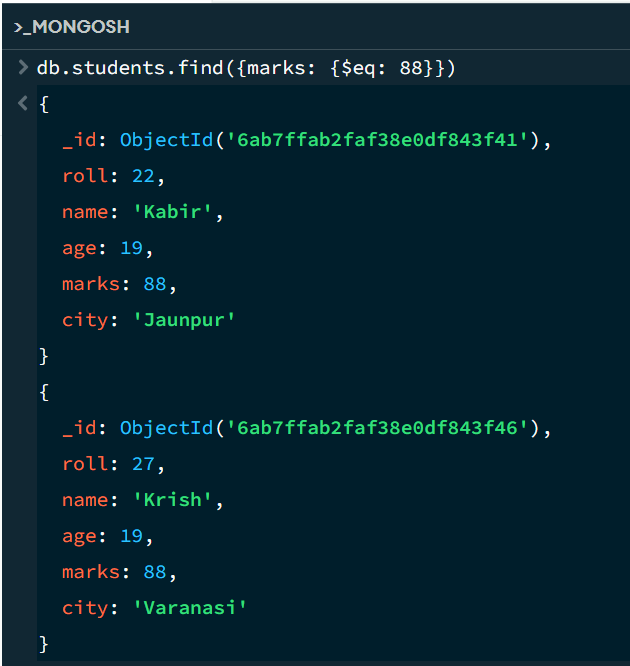 >_MONGOSH
> db.students.find({marks: {$eq: 88}})
< {
_id: ObjectId('6ab7ffab2faf38e0df843f41'),
roll: 22,
name: 'Kabir',
age: 19,
marks: 88,
city: 'Jaunpur'
}
{
_id: ObjectId('6ab7ffab2faf38e0df843f46'),
roll: 27,
name: 'Krish',
age: 19,
marks: 88,
city: 'Varanasi'
}